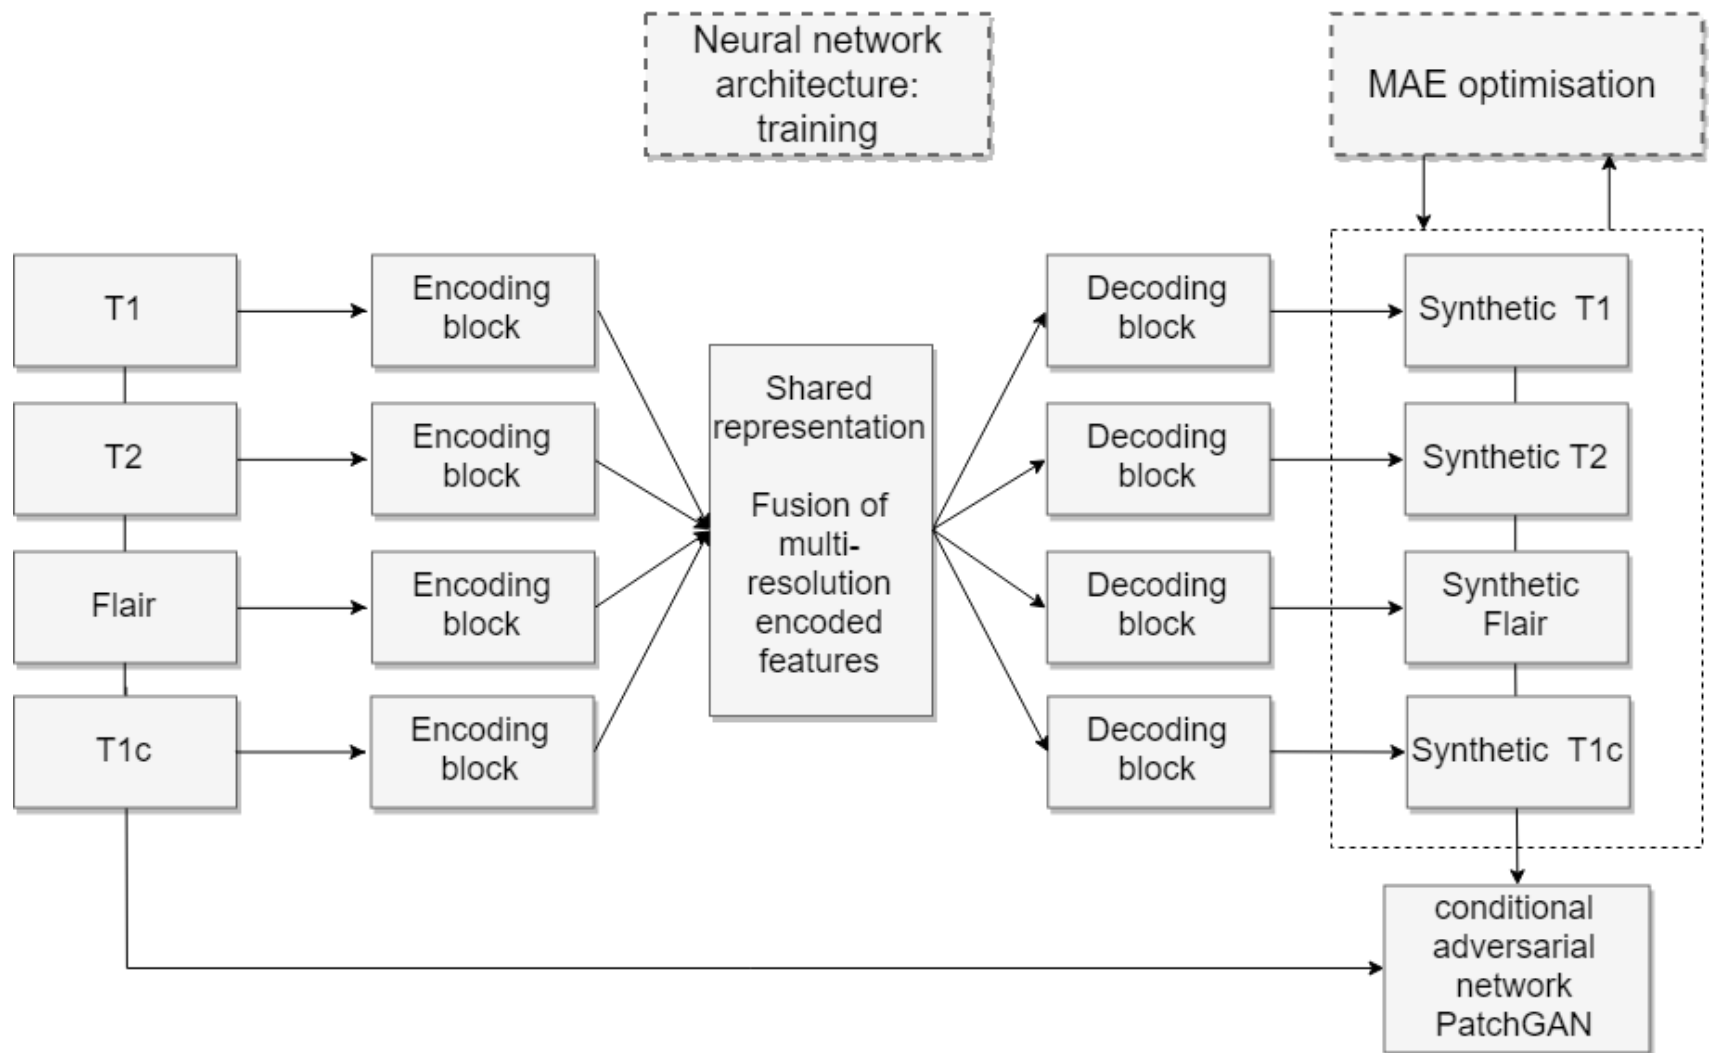 Neural network
architecture:
training
MAE optimisation
T1
Encoding
block
Decoding
block
Synthetic T1
T2
Encoding
block
Decoding
block
Synthetic T2
Shared
representation
Fusion of
multi-
resolution
encoded
features
Flair
Encoding
block
Decoding
block
Synthetic
Flair
T1c
Encoding
block
Decoding
block
Synthetic T1c
conditional
adversarial
network
PatchGAN